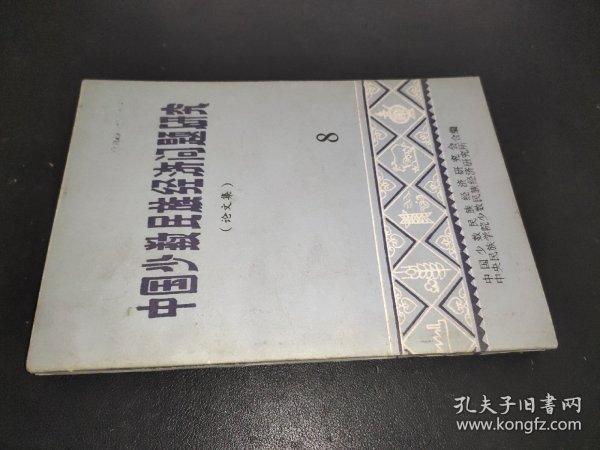 中国少数民族经济问题研究
（论文集）
8
中国少数民族经济研究会
中央民族学院少数民族经济研究所
合编
孔夫子旧书网
www.kongfz.com